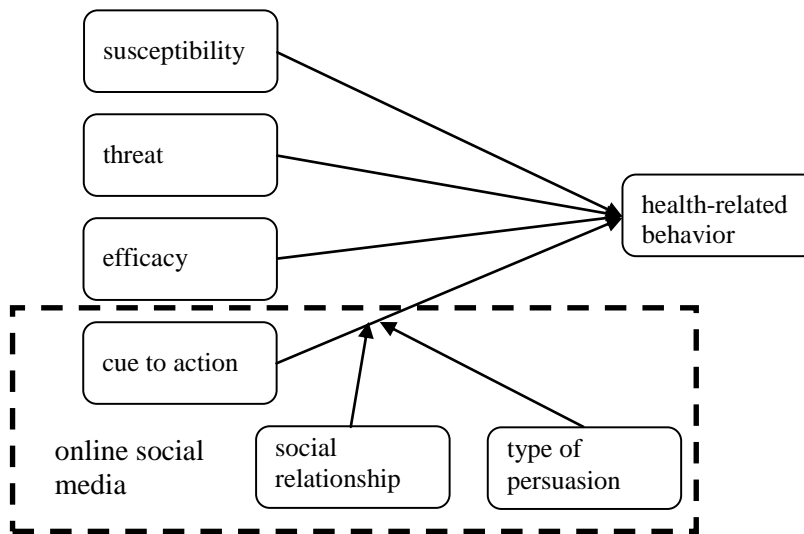 susceptibility
threat
efficacy
cue to action
health-related
behavior
online social
media
social
relationship
type of
persuasion